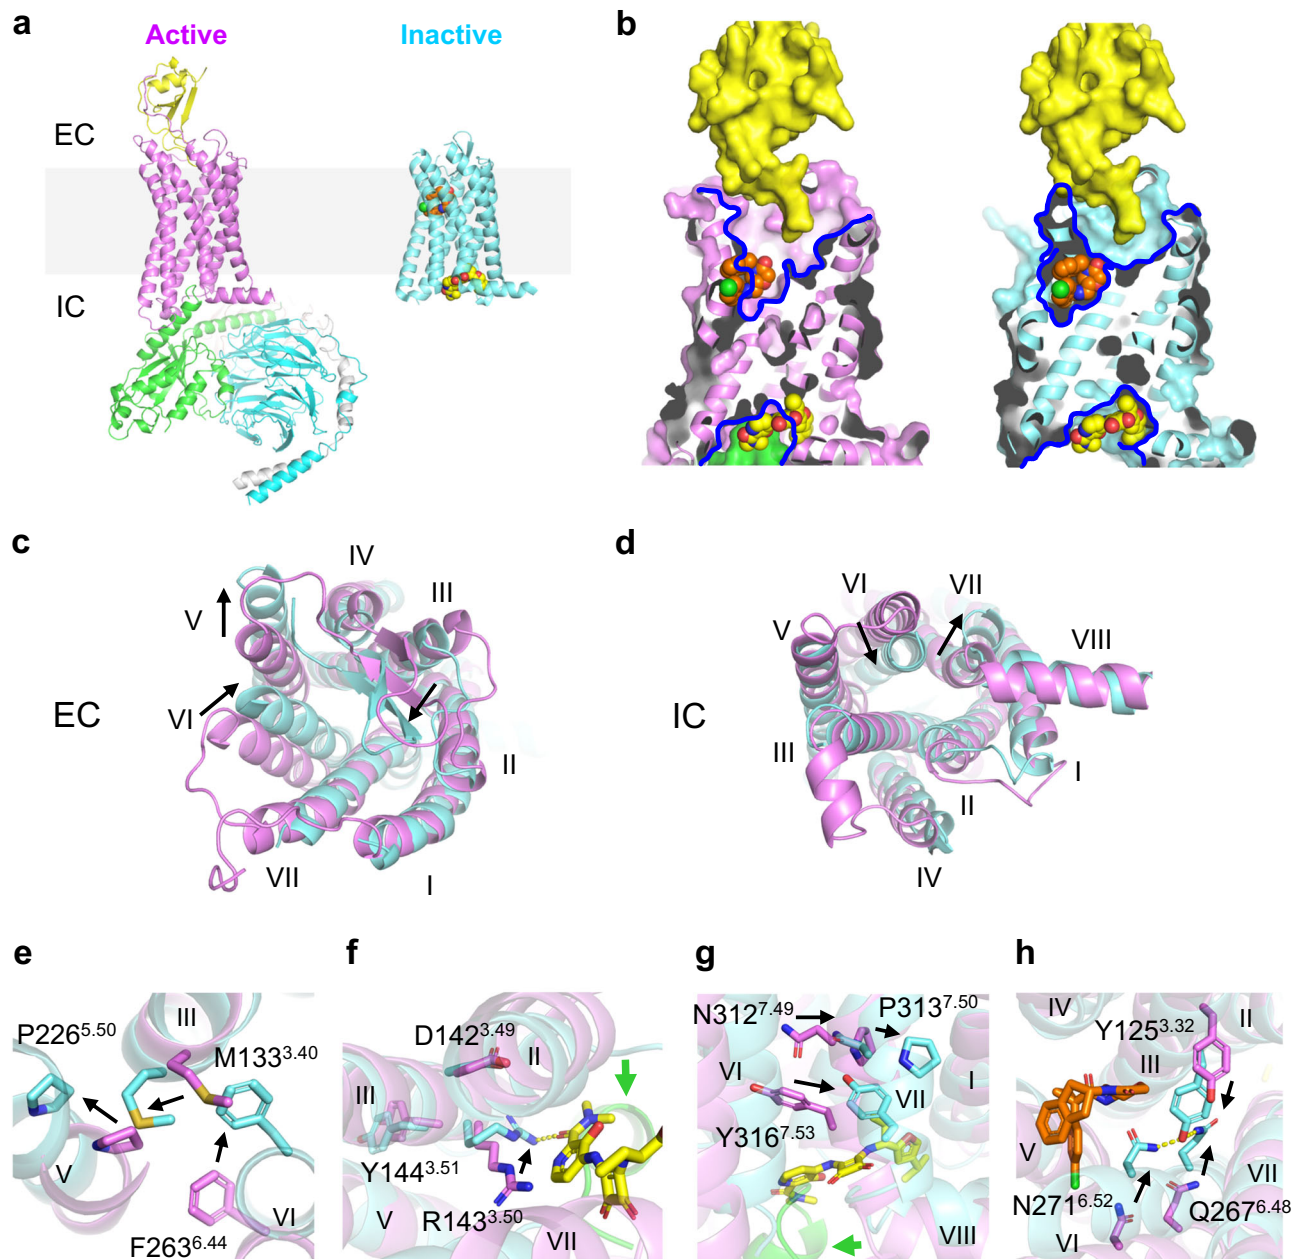 a
Active
Inactive
EC
IC
b
c
IV
III
V
VI
EC
II
VII
I
d
VI
VII
V
VIII
IC
III
I
II
IV
e
III
P226^5.50
M133^3.40
V
VI
F263^6.44
f
D142^3.49
II
III
Y144^3.51
V
R143^3.50
VII
g
N312^7.49
P313^7.50
VI
I
VII
Y316^7.53
VIII
h
IV
Y125^3.32
II
III
V
VII
N271^6.52
Q267^6.48
VI